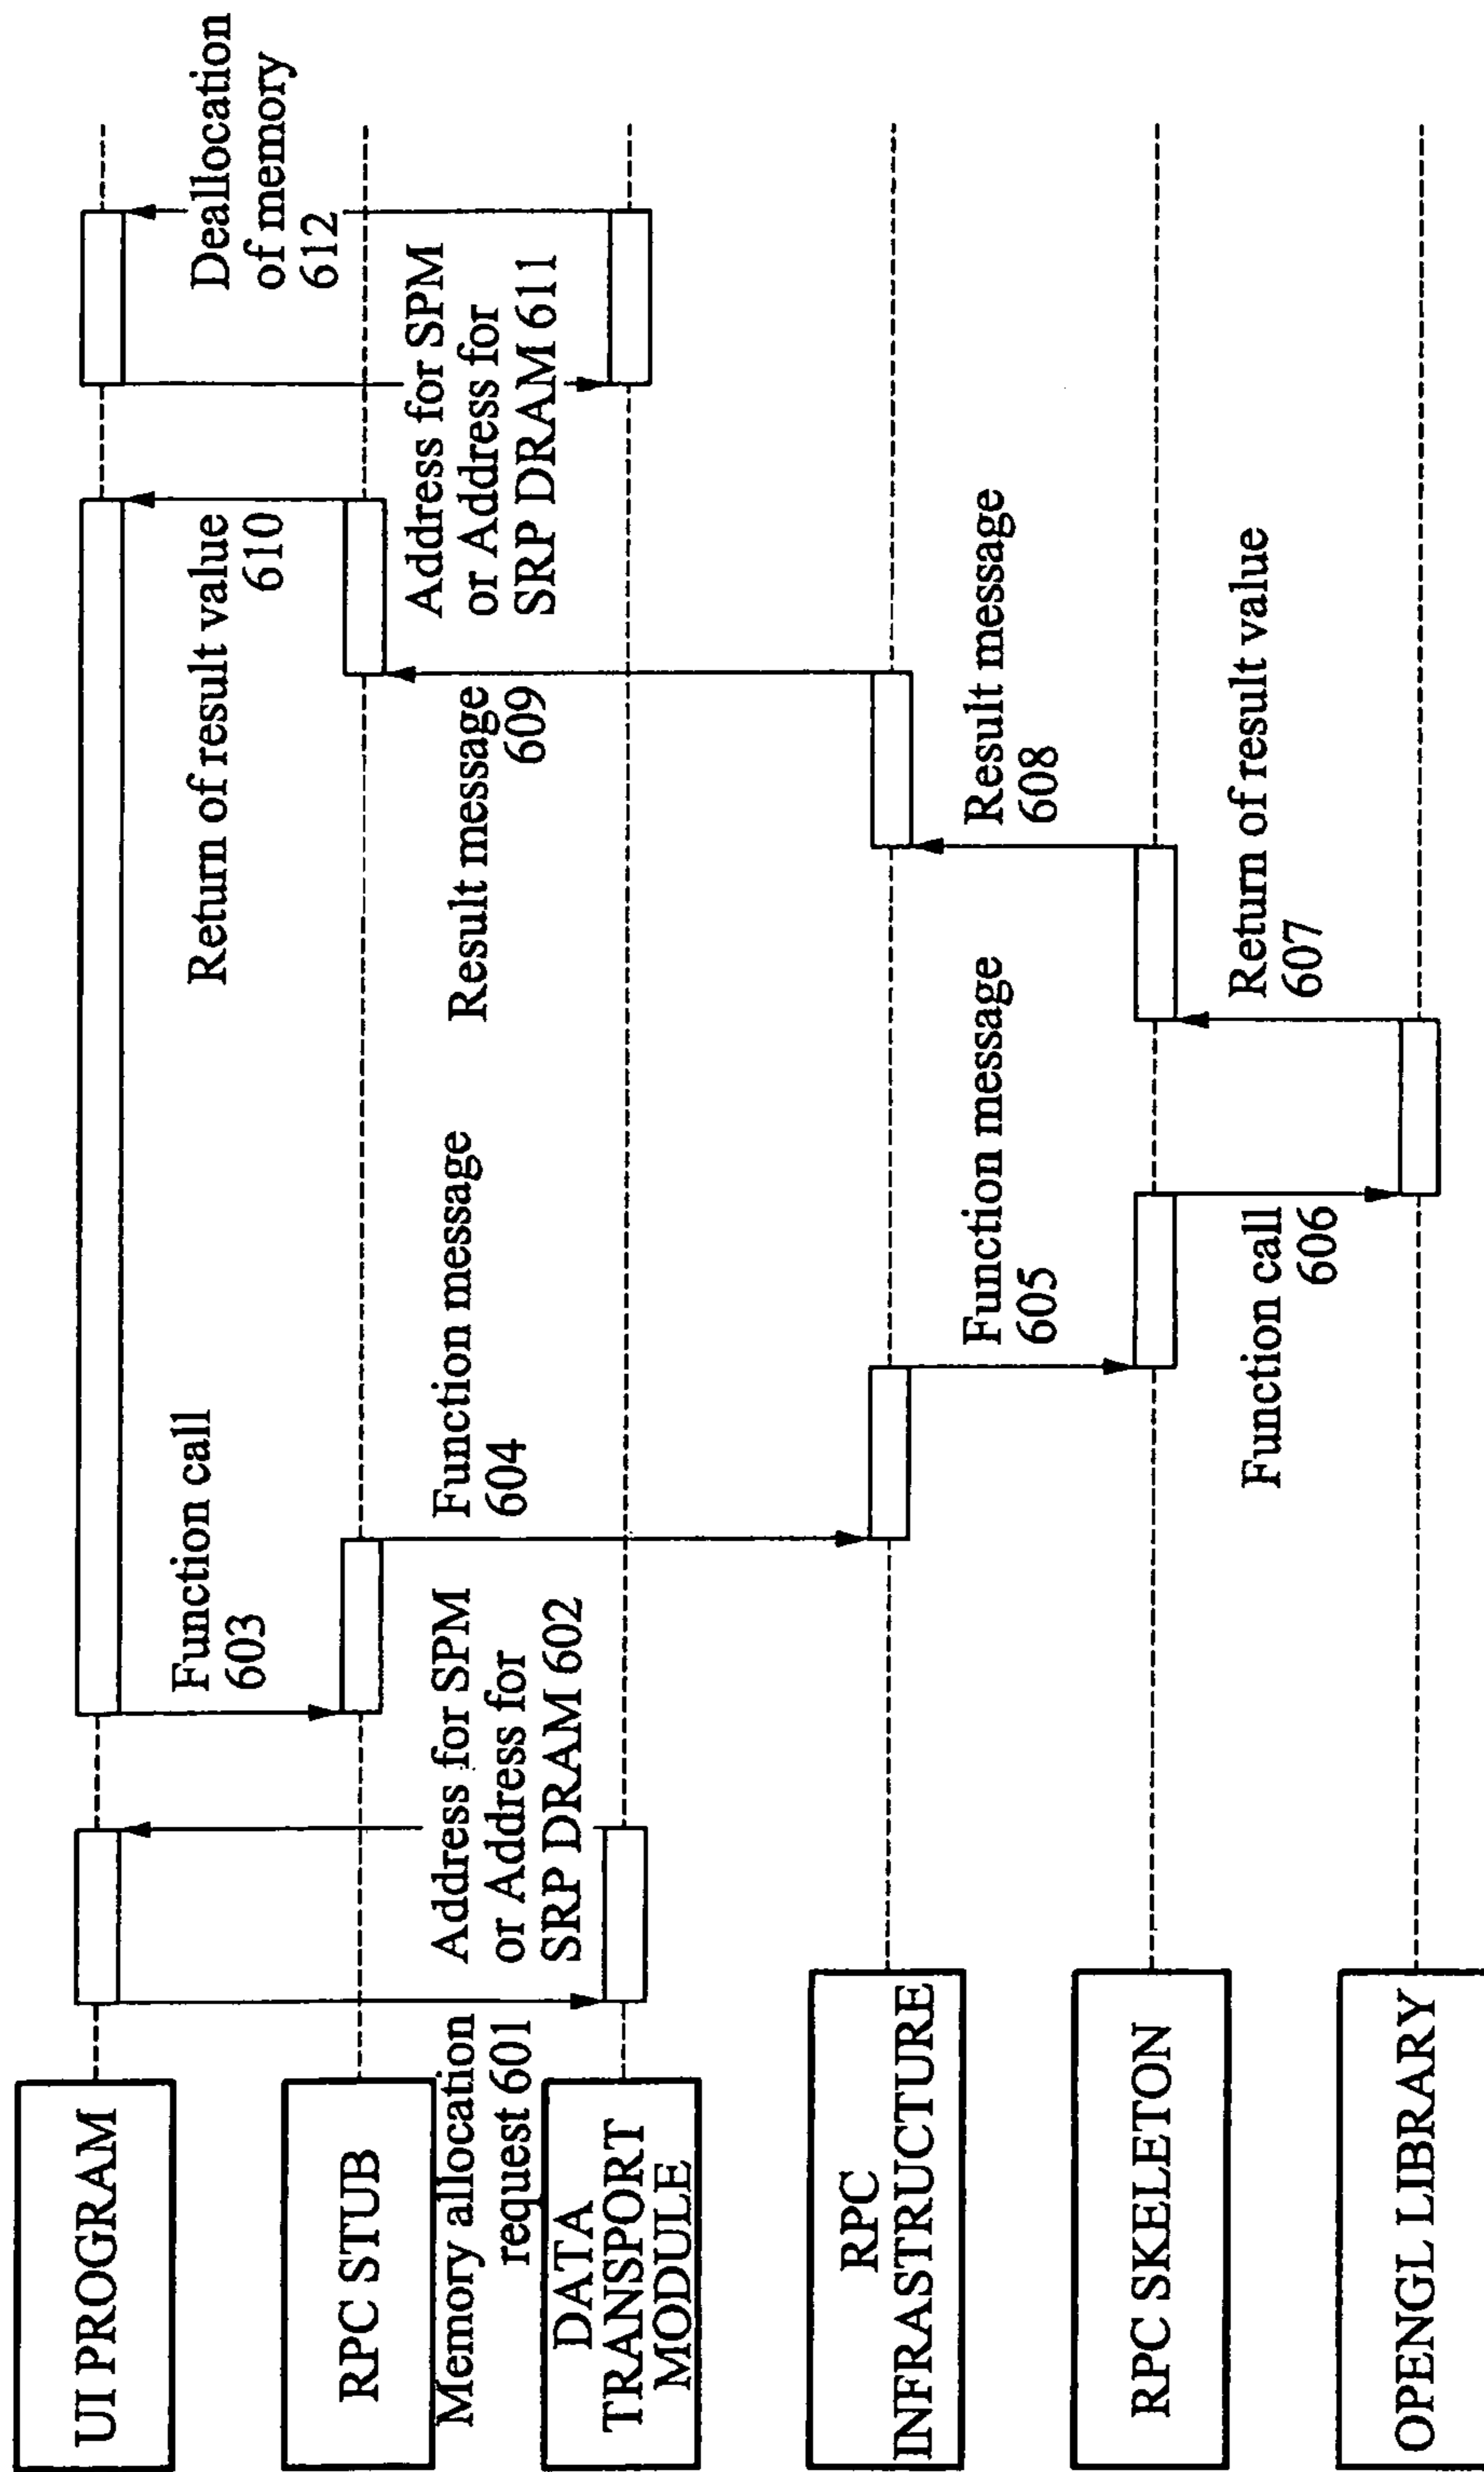 UI PROGRAM
RPC STUB
DATA
TRANSPORT
MODULE
RPC
INFRASTRUCTURE
RPC SKELETON
OPENGL LIBRARY
Memory allocation
request 601
Address for SPM
or Address for
SRP DRAM 602
Function call
603
Function message
604
Function message
605
Function call
606
Return of result value
607
Result message
608
Result message
609
Return of result value
610
Address for SPM
or Address for
SRP DRAM 611
Deallocation
of memory
612